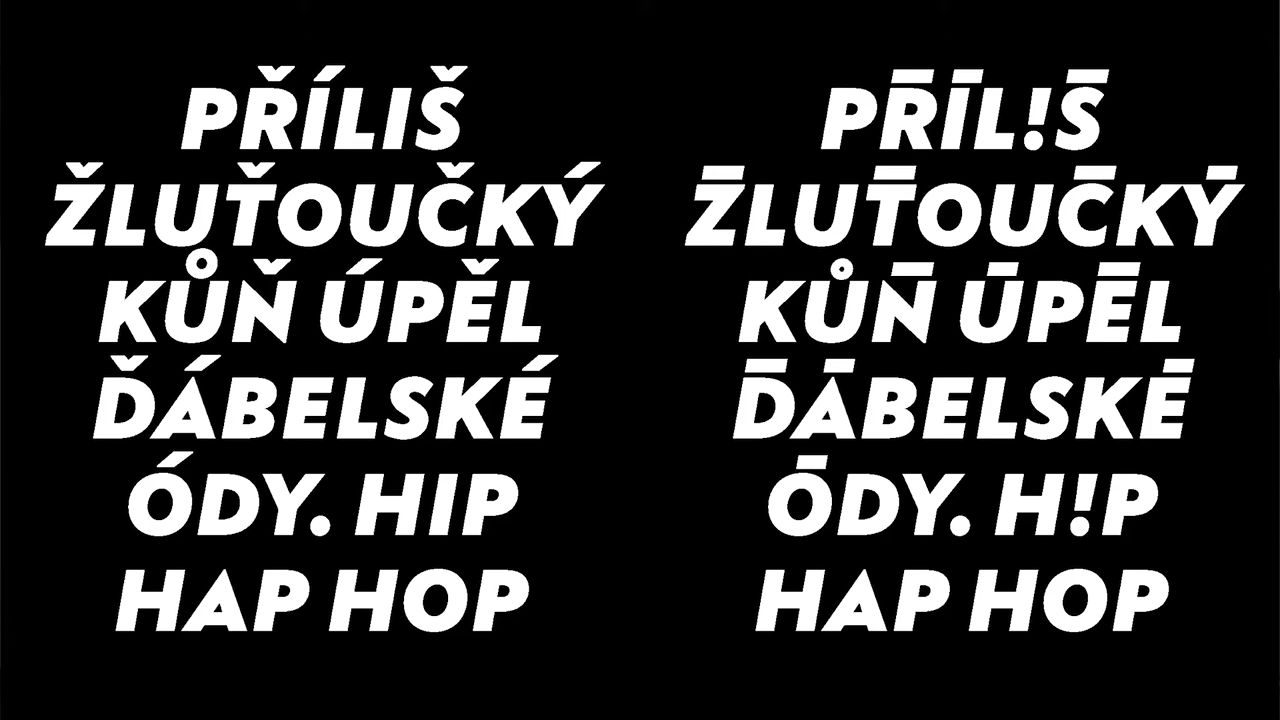 PŘÍLIŠ
ŽLUŤOUČKÝ
KŮŇ ÚPĚL
ĎÁBELSKÉ
ÓDY. HIP
HAP HOP
P̄R̄ĪL!S̄
Z̄LUT̄OUC̄KȲ
KŮN̄ ŪPĒL
D̄ĀBELSKĒ
ŌDY. H!P
HAP HOP